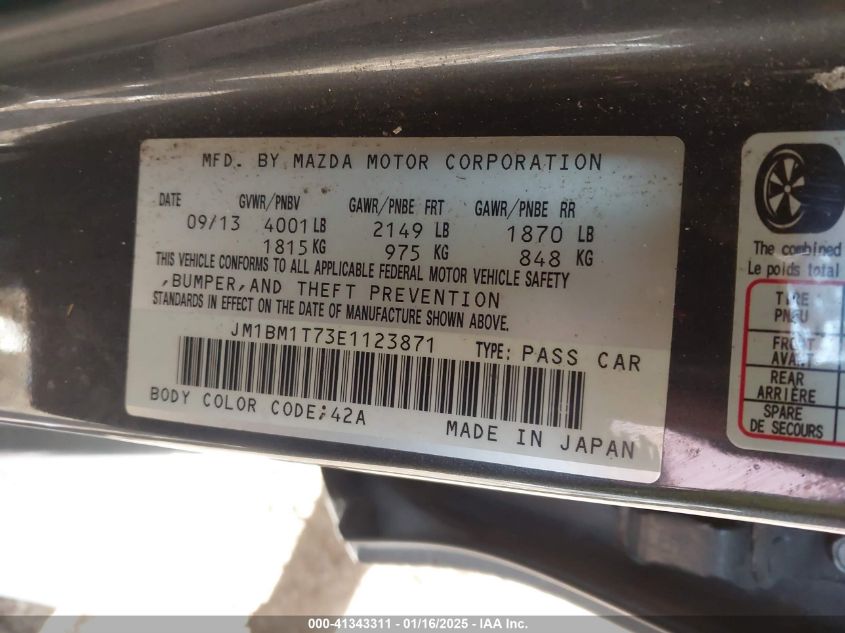 MFD. BY MAZDA MOTOR CORPORATION
DATE GVWR/PNBV GAWR/PNBE FRT GAWR/PNBE RR
09/13 4001 LB 2149 LB 1870 LB
1815 KG 975 KG 848 KG
THIS VEHICLE CONFORMS TO ALL APPLICABLE FEDERAL MOTOR VEHICLE SAFETY
,BUMPER,AND THEFT PREVENTION
STANDARDS IN EFFECT ON THE DATE OF MANUFACTURE SHOWN ABOVE.
JM1BM1T73E1123871 TYPE: PASS CAR
BODY COLOR CODE;42A
MADE IN JAPAN
The combined
Le poids total
TIRE
PNEU
FRONT
AVANT
REAR
ARRIÈRE
SPARE
DE SECOURS
000-41343311 - 01/16/2025 - IAA Inc.